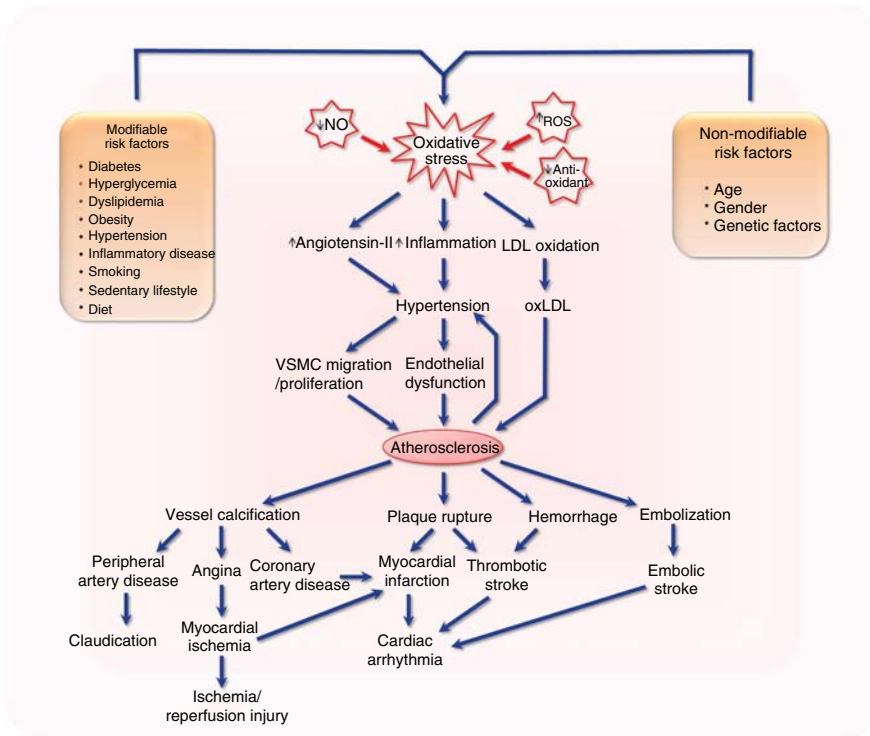 Modifiable
risk factors
• Diabetes
• Hyperglycemia
• Dyslipidemia
• Obesity
• Hypertension
• Inflammatory disease
• Smoking
• Sedentary lifestyle
• Diet
↓NO
Oxidative
stress
↑ROS
↓Anti-
oxidant
Non-modifiable
risk factors
• Age
• Gender
• Genetic factors
↑Angiotensin-II
↑Inflammation
LDL oxidation
Hypertension
oxLDL
VSMC migration
/proliferation
Endothelial
dysfunction
Atherosclerosis
Vessel calcification
Plaque rupture
Hemorrhage
Embolization
Peripheral
artery disease
Angina
Coronary
artery disease
Myocardial
infarction
Thrombotic
stroke
Embolic
stroke
Claudication
Myocardial
ischemia
Cardiac
arrhythmia
Ischemia/
reperfusion injury